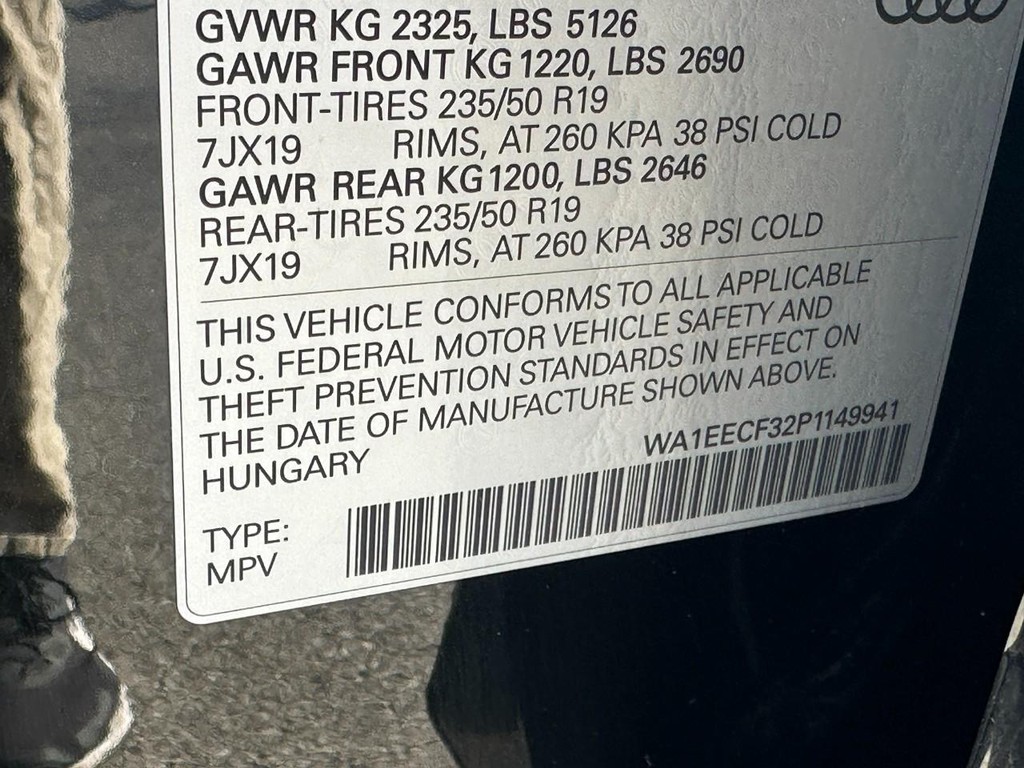 GVWR KG 2325, LBS 5126
GAWR FRONT KG 1220, LBS 2690
FRONT-TIRES 235/50 R19
7JX19 RIMS, AT 260 KPA 38 PSI COLD
GAWR REAR KG 1200, LBS 2646
REAR-TIRES 235/50 R19
7JX19 RIMS, AT 260 KPA 38 PSI COLD
THIS VEHICLE CONFORMS TO ALL APPLICABLE
U.S. FEDERAL MOTOR VEHICLE SAFETY AND
THEFT PREVENTION STANDARDS IN EFFECT ON
THE DATE OF MANUFACTURE SHOWN ABOVE.
HUNGARY
WA1EECF32P1149941
TYPE:
MPV